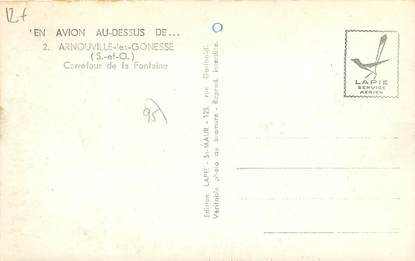 12f
'EN AVION AU-DESSUS DE...
2. ARNOUVILLE-les-GONESSE
(S.-et-O.)
Carrefour de la Fontaine
95)
Edition LAPIE - St-MAUR - 125, rue Garibaldi.
Véritable photo au bromure - Reprod. interdite.
LAPIE
SERVICE
AERIEN